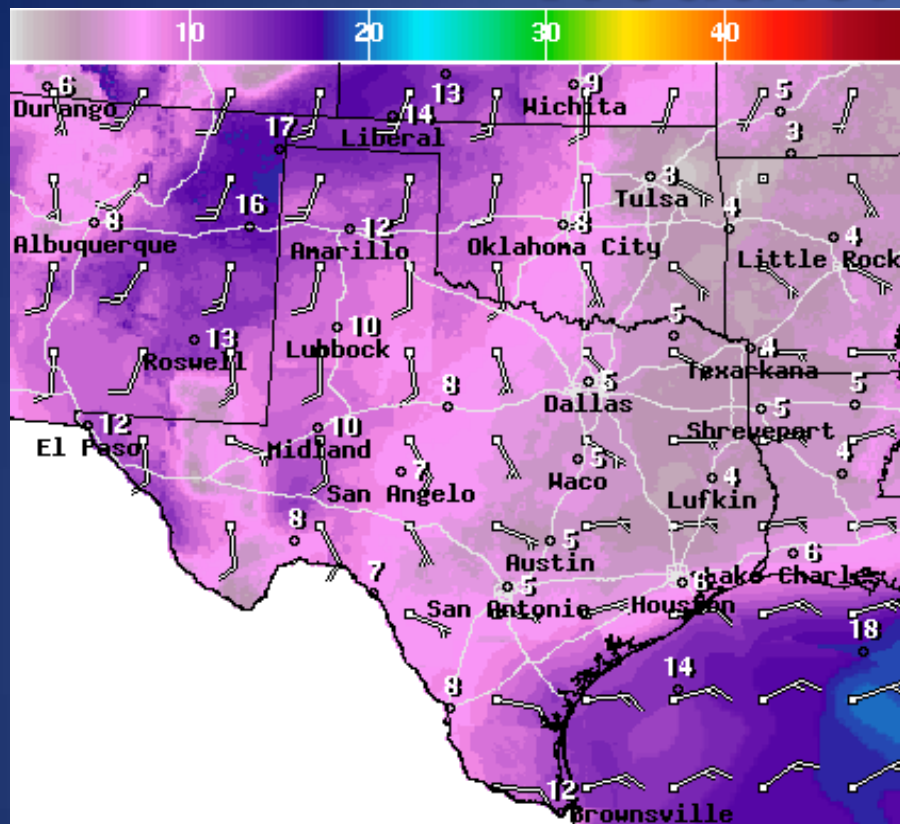 10 20 30 40
6 13 9 5
Durango Wichita
14
Liberal
17 3
3
Tulsa
16 8 12 8 4 4
Albuquerque Amarillo Oklahoma City Little Rock
13 10 5
Roswell Lubbock 4
Texarkana
8 5 5 5
Dallas
12 10 Shreveport
El Paso Midland
7 5 4 4
San Angelo Waco Lufkin
8 5 6
Austin
7 5 6 Lake Charles
San Antonio Houston
18
14
8
12
Brownsville